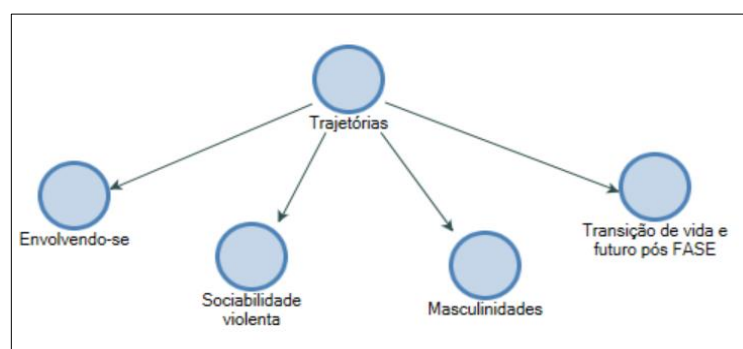 Trajetórias
Envolvendo-se
Sociabilidade
violenta
Masculinidades
Transição de vida e
futuro pós FASE